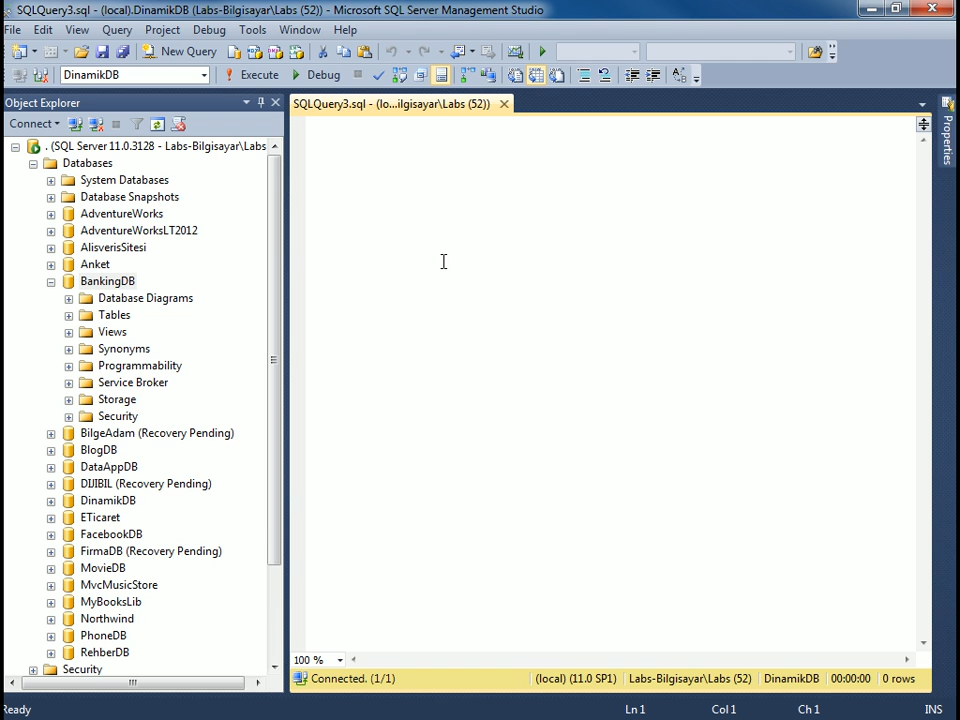 SQLQuery3.sql - (local).DinamikDB (Labs-Bilgisayar\Labs (52)) - Microsoft SQL Server Management Studio
File Edit View Query Project Debug Tools Window Help
New Query
DinamikDB Execute Debug
Object Explorer
SQLQuery3.sql - (lo...ilgisayar\Labs (52))
Connect
Properties
. (SQL Server 11.0.3128 - Labs-Bilgisayar\Labs
Databases
System Databases
Database Snapshots
AdventureWorks
AdventureWorksLT2012
AlisverisSitesi
Anket
BankingDB
Database Diagrams
Tables
Views
Synonyms
Programmability
Service Broker
Storage
Security
BilgeAdam (Recovery Pending)
BlogDB
DataAppDB
DIJIBIL (Recovery Pending)
DinamikDB
ETicaret
FacebookDB
FirmaDB (Recovery Pending)
MovieDB
MvcMusicStore
MyBooksLib
Northwind
PhoneDB
RehberDB
Security
100 %
Connected. (1/1) (local) (11.0 SP1) Labs-Bilgisayar\Labs (52) DinamikDB 00:00:00 0 rows
Ready Ln 1 Col 1 Ch 1 INS